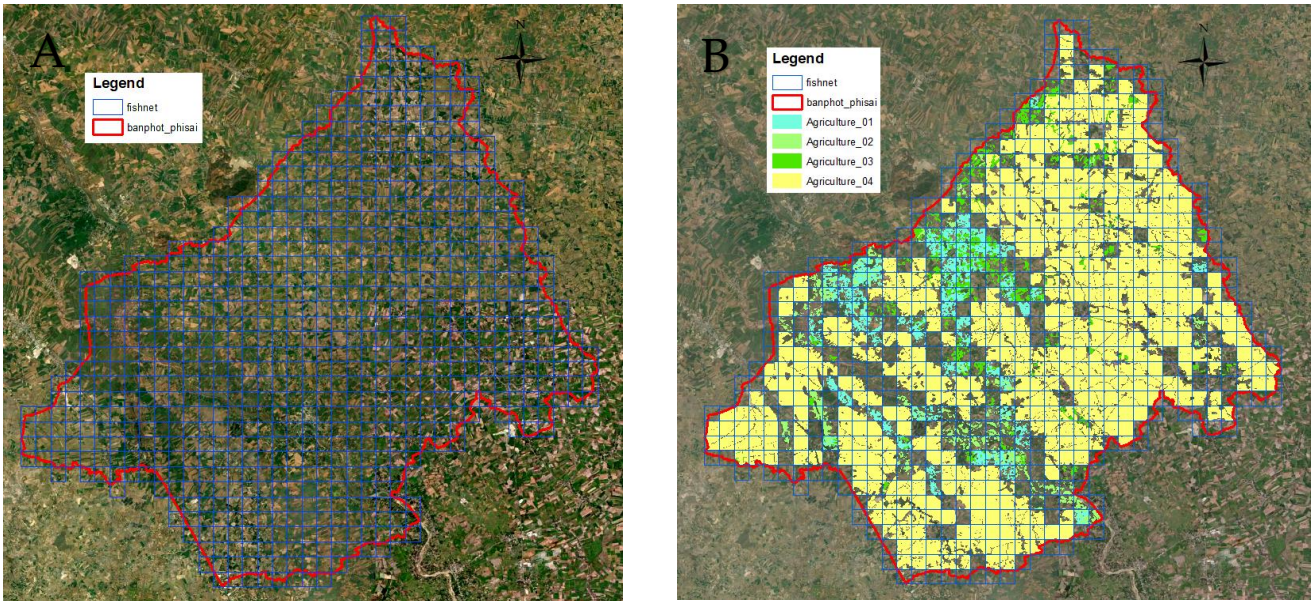 A
N
Legend
fishnet
banphot_phisai
B
N
Legend
fishnet
banphot_phisai
Agriculture_01
Agriculture_02
Agriculture_03
Agriculture_04